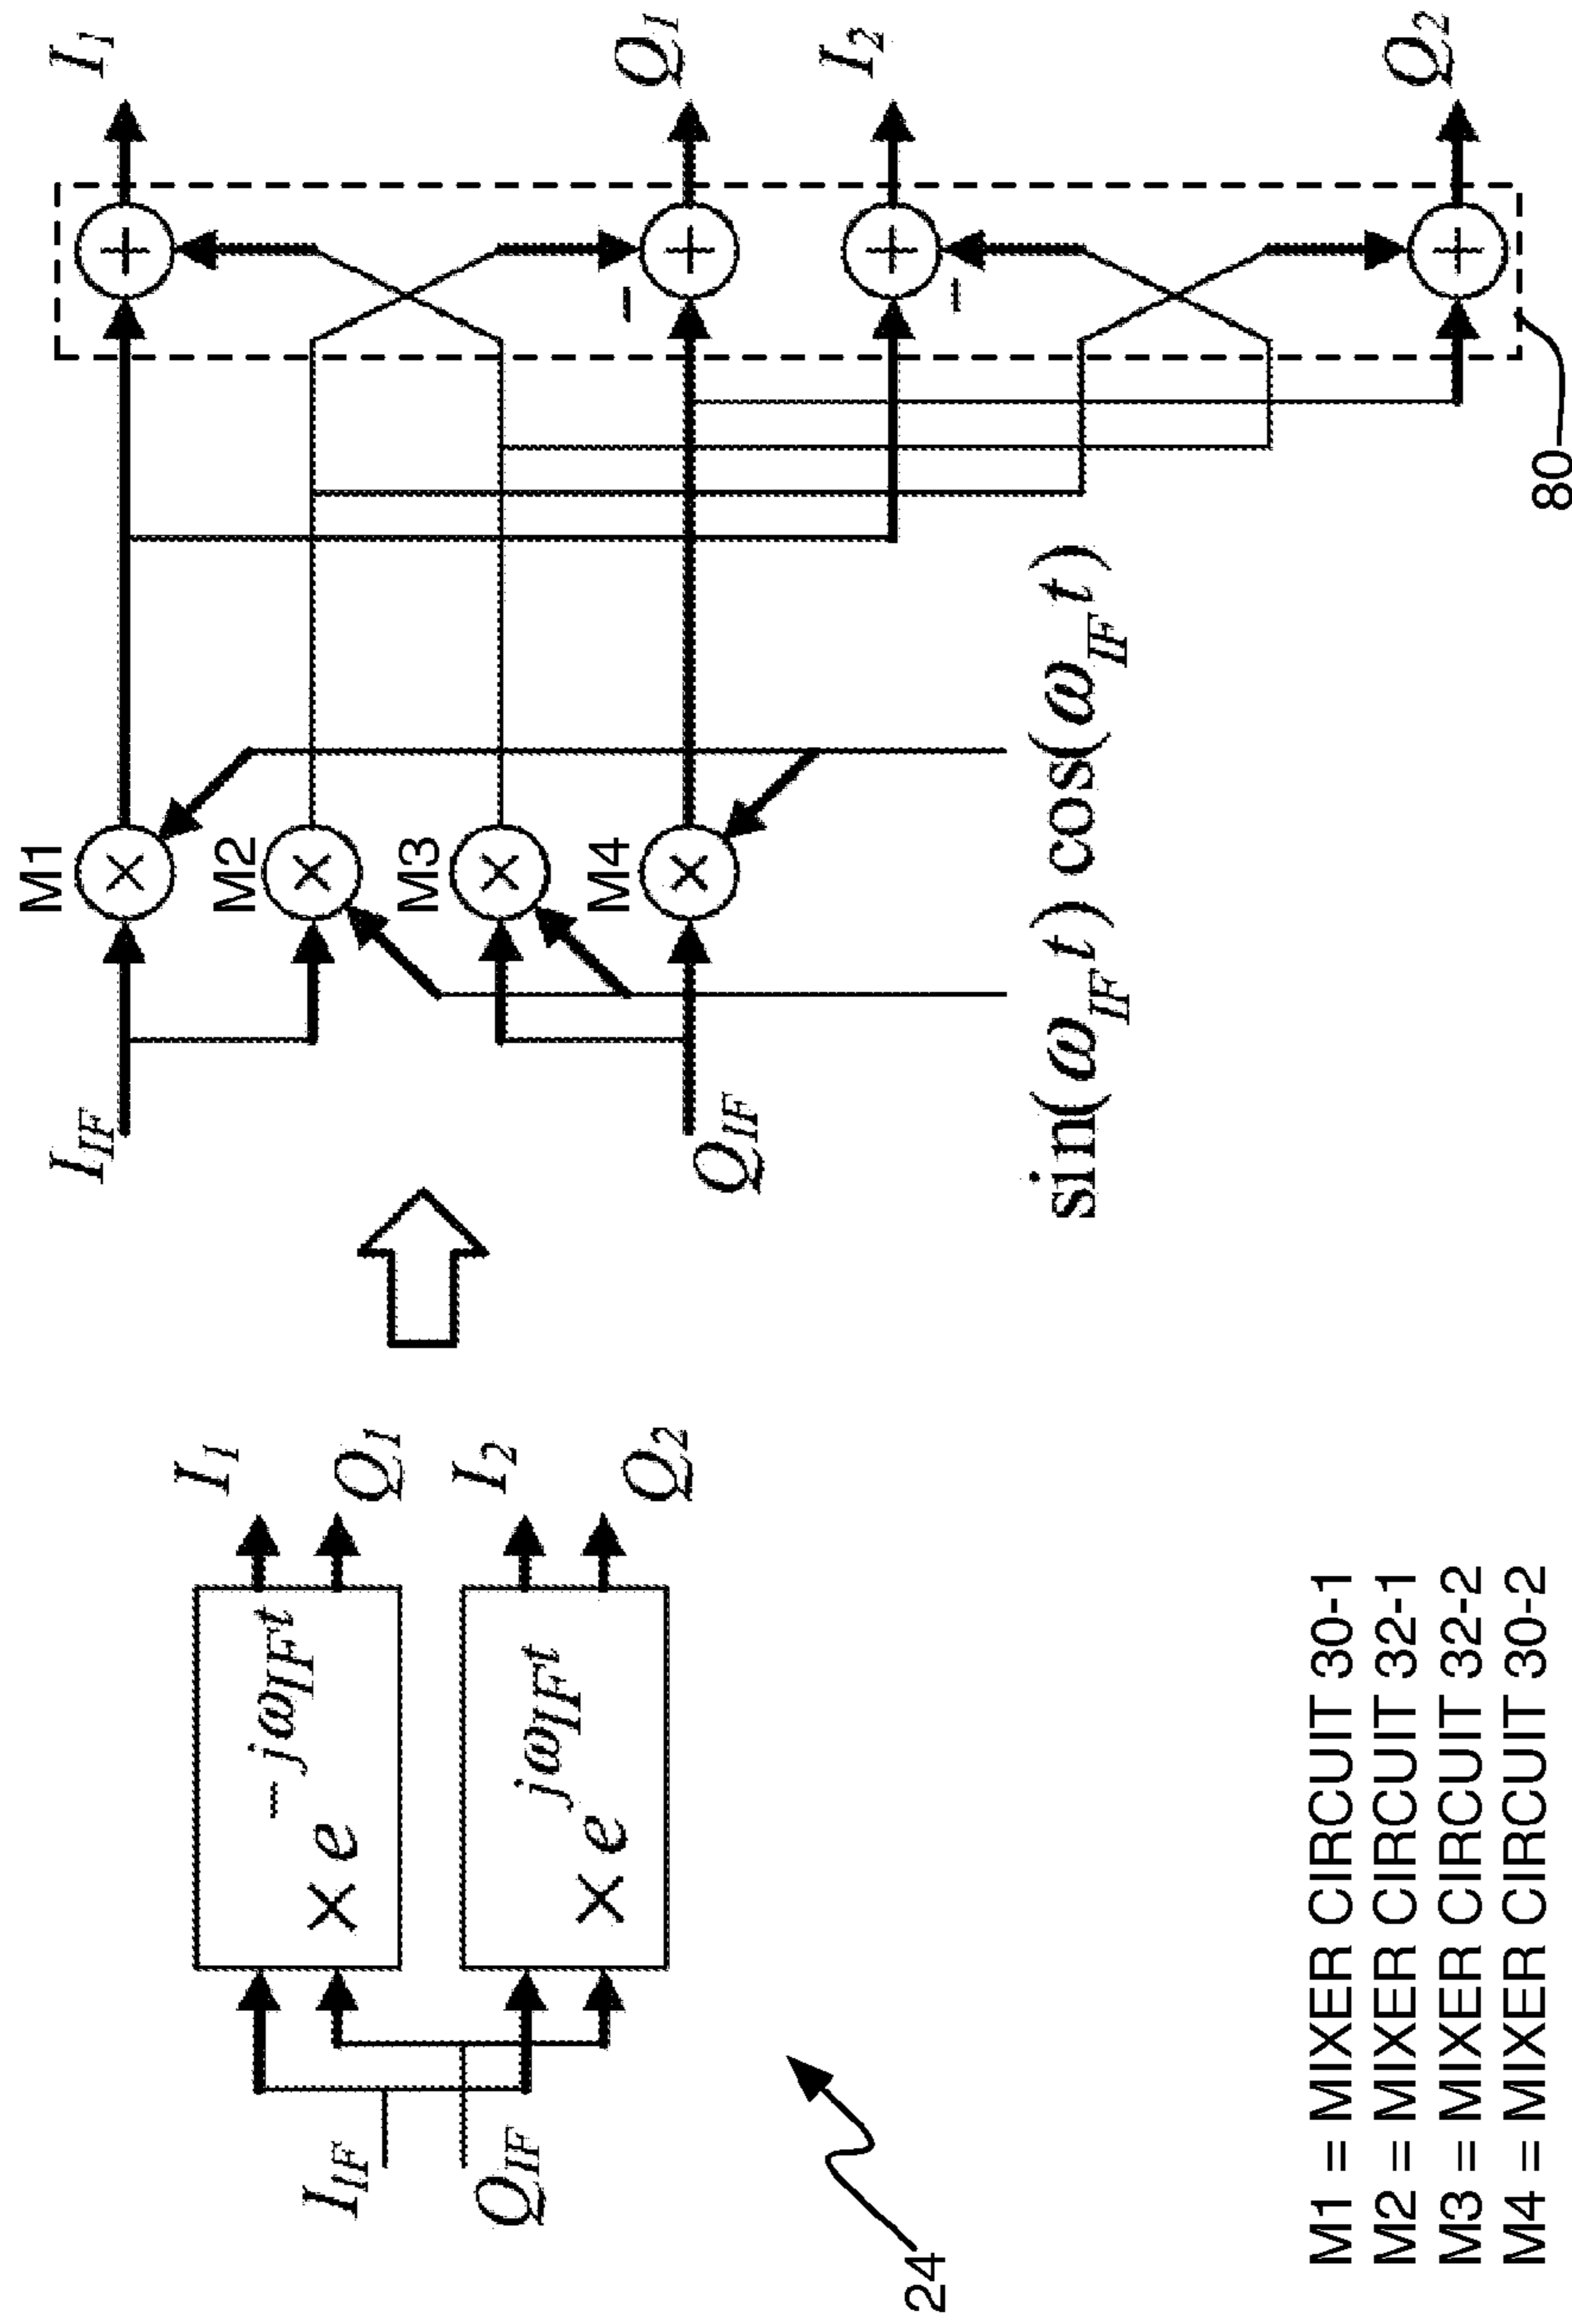 I_IF
Q_IF
× e^{-jω_IF t}
× e^{jω_IF t}
I_1
Q_1
I_2
Q_2
24
I_IF
Q_IF
M1
×
M2
×
M3
×
M4
×
sin(ω_IF t) cos(ω_IF t)
+
− +
+
−
+
I_1
Q_1
I_2
Q_2
80
M1 = MIXER CIRCUIT 30-1
M2 = MIXER CIRCUIT 32-1
M3 = MIXER CIRCUIT 32-2
M4 = MIXER CIRCUIT 30-2